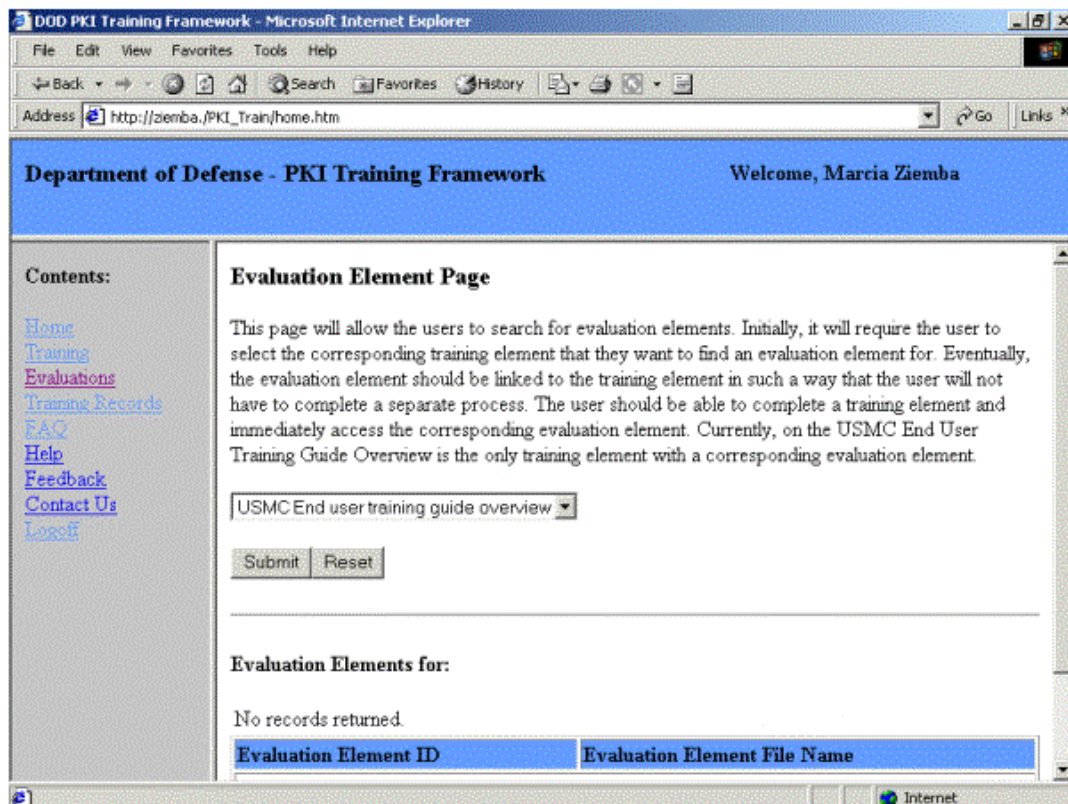 DOD PKI Training Framework - Microsoft Internet Explorer
File Edit View Favorites Tools Help
Back Search Favorites History
Address http://ziemba./PKI_Train/home.htm Go Links »
Department of Defense - PKI Training Framework Welcome, Marcia Ziemba
Contents:
Home
Training
Evaluations
Training Records
FAQ
Help
Feedback
Contact Us
Logoff
Evaluation Element Page
This page will allow the users to search for evaluation elements. Initially, it will require the user to
select the corresponding training element that they want to find an evaluation element for. Eventually,
the evaluation element should be linked to the training element in such a way that the user will not
have to complete a separate process. The user should be able to complete a training element and
immediately access the corresponding evaluation element. Currently, on the USMC End User
Training Guide Overview is the only training element with a corresponding evaluation element.
USMC End user training guide overview
Submit Reset
Evaluation Elements for:
No records returned.
Evaluation Element ID Evaluation Element File Name
Internet